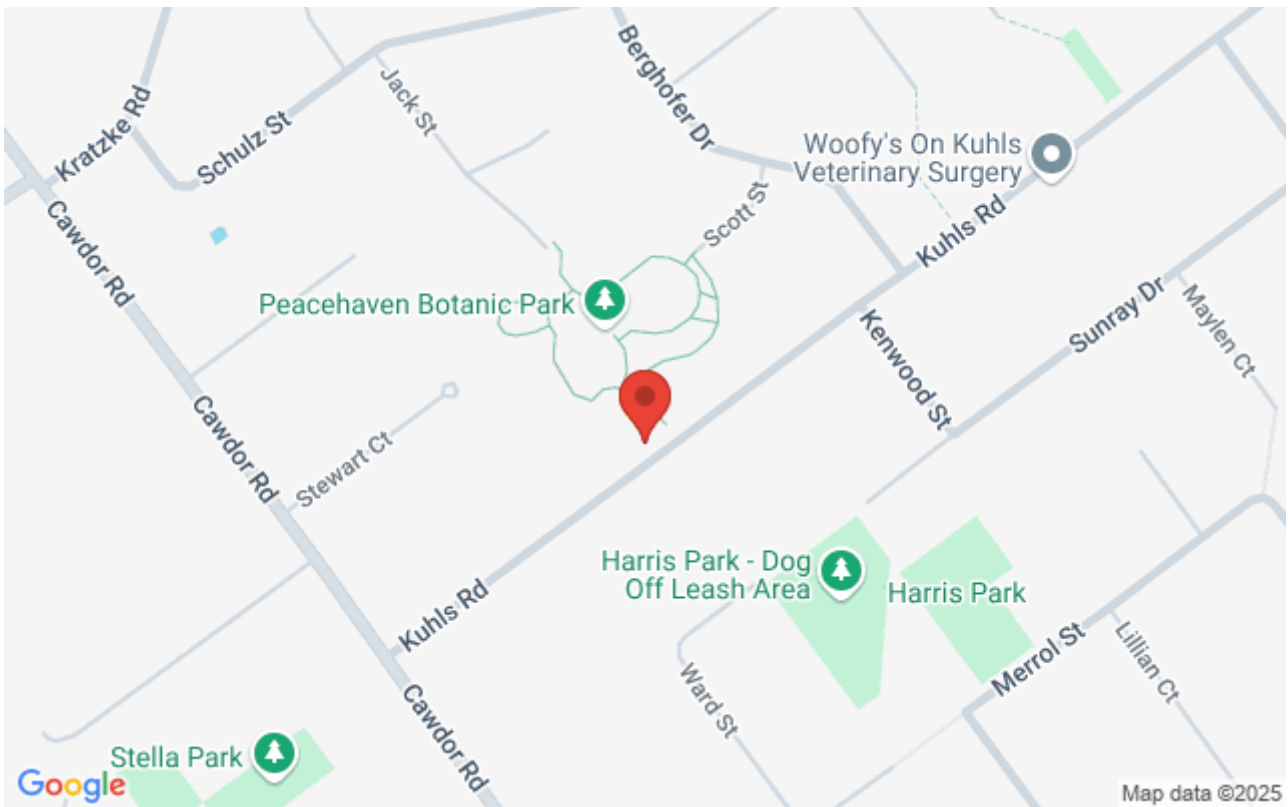 Berghofer Dr
Jack St
Kratzke Rd
Schulz St
Woofy's On Kuhls
Veterinary Surgery
Scott St
Kuhls Rd
Cawdor Rd
Peacehaven Botanic Park
Sunray Dr
Maylen Ct
Kenwood St
Cawdor Rd
Stewart Ct
Harris Park - Dog
Off Leash Area
Harris Park
Kuhls Rd
Merrol St
Lillian Ct
Ward St
Cawdor Rd
Stella Park
Google
Map data ©2025